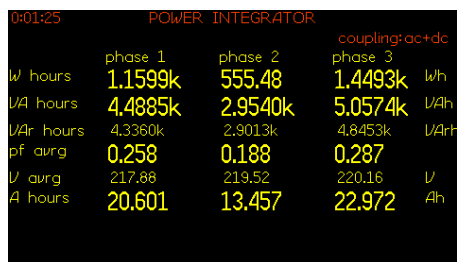 0:01:25 POWER INTEGRATOR
coupling:ac+dc
phase 1 phase 2 phase 3
W hours 1.1599k 555.48 1.4493k Wh
VA hours 4.4885k 2.9540k 5.0574k VAh
VAr hours 4.3360k 2.9013k 4.8453k VArh
pf avrg 0.258 0.188 0.287
V avrg 217.88 219.52 220.16 V
A hours 20.601 13.457 22.972 Ah